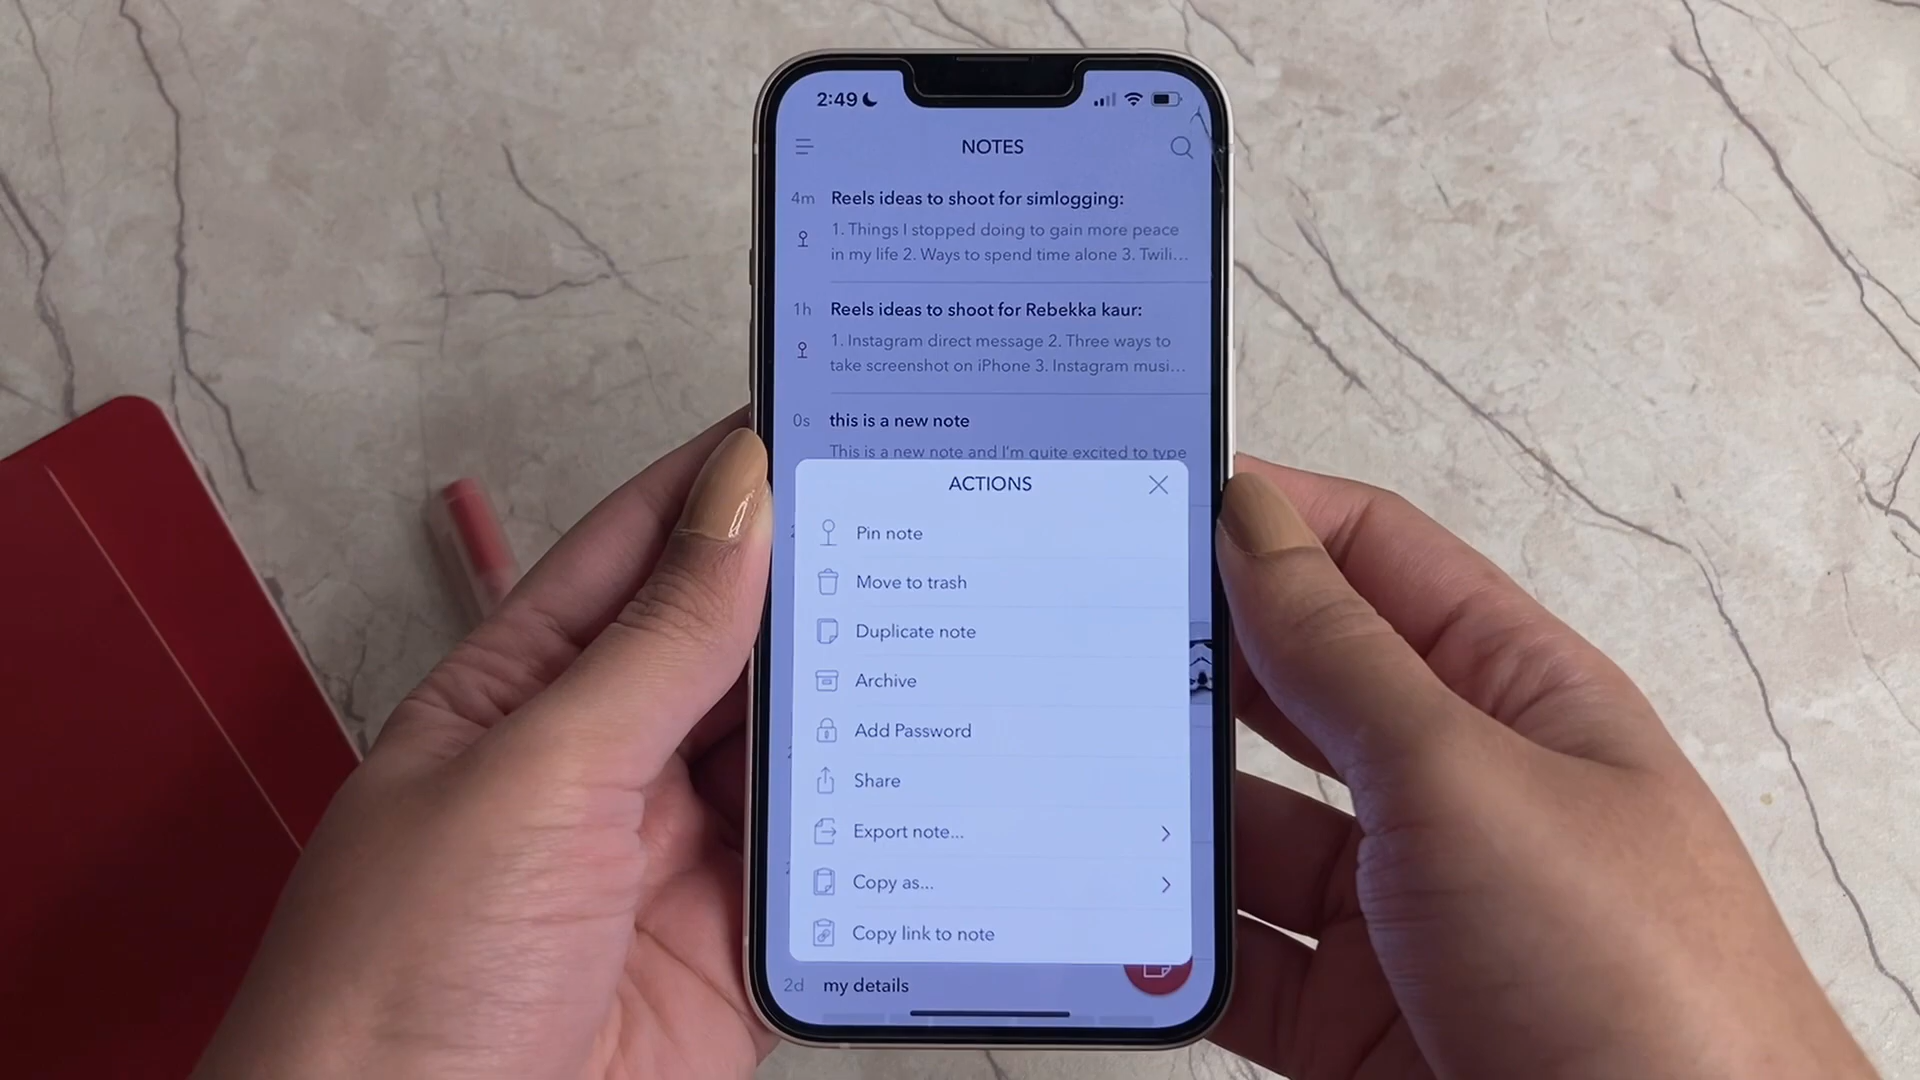 2:49
NOTES
4m Reels ideas to shoot for simlogging:
1. Things I stopped doing to gain more peace
in my life 2. Ways to spend time alone 3. Twili...
1h Reels ideas to shoot for Rebekka kaur:
1. Instagram direct message 2. Three ways to
take screenshot on iPhone 3. Instagram musi...
0s this is a new note
This is a new note and I'm quite excited to type
ACTIONS
Pin note
Move to trash
Duplicate note
Archive
Add Password
Share
Export note...
Copy as...
Copy link to note
2d my details